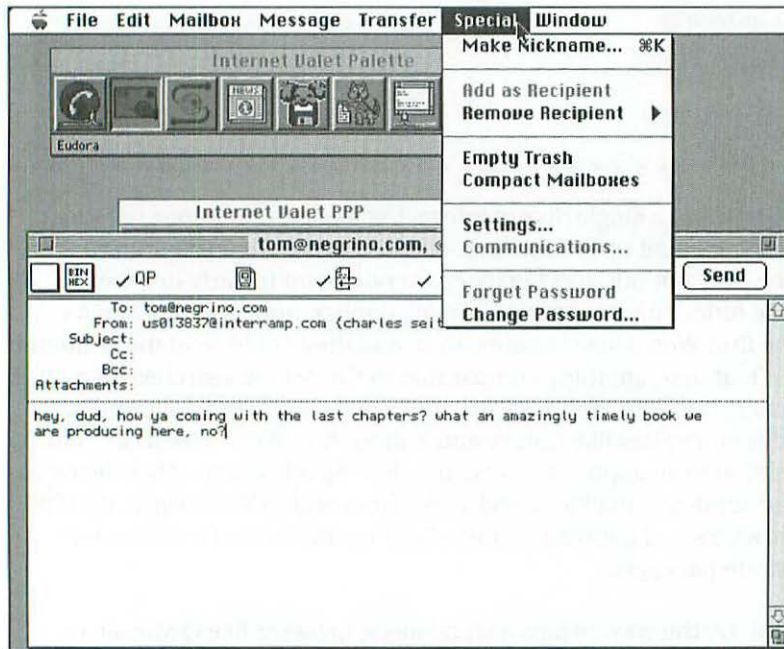 File Edit Mailbox Message Transfer Special Window
Make Nickname... ⌘K
Add as Recipient
Remove Recipient
Empty Trash
Compact Mailboxes
Settings...
Communications...
Forget Password
Change Password...
Internet Valet Palette
NEWS
Eudora
Internet Valet PPP
tom@negrino.com,
BIN
HEX
QP
Send
To: tom@negrino.com
From: us013837@interramp.com (charles seit
Subject:
Cc:
Bcc:
Attachments:
hey, dud, how ya coming with the last chapters? what an amazingly timely book we
are producing here, no?